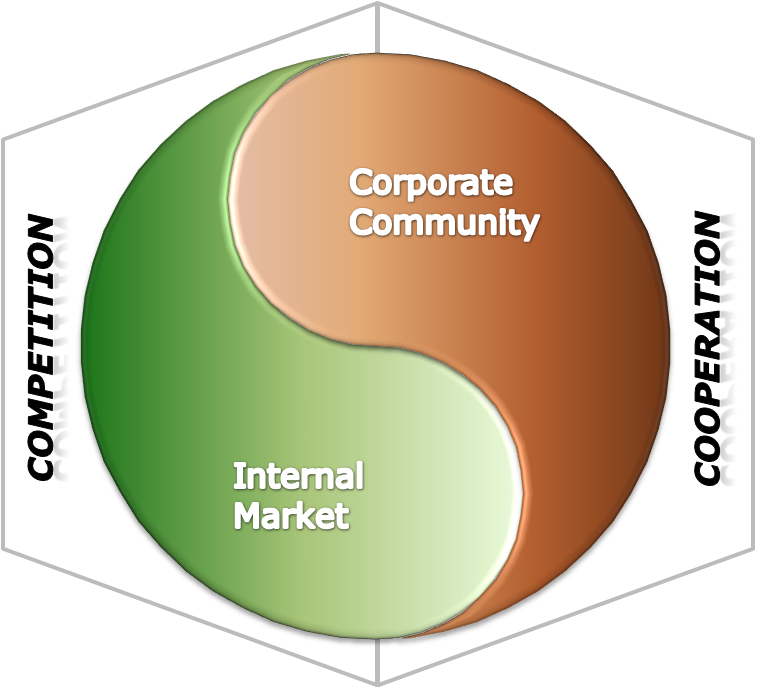 COMPETITION
Corporate
Community
Internal
Market
COOPERATION